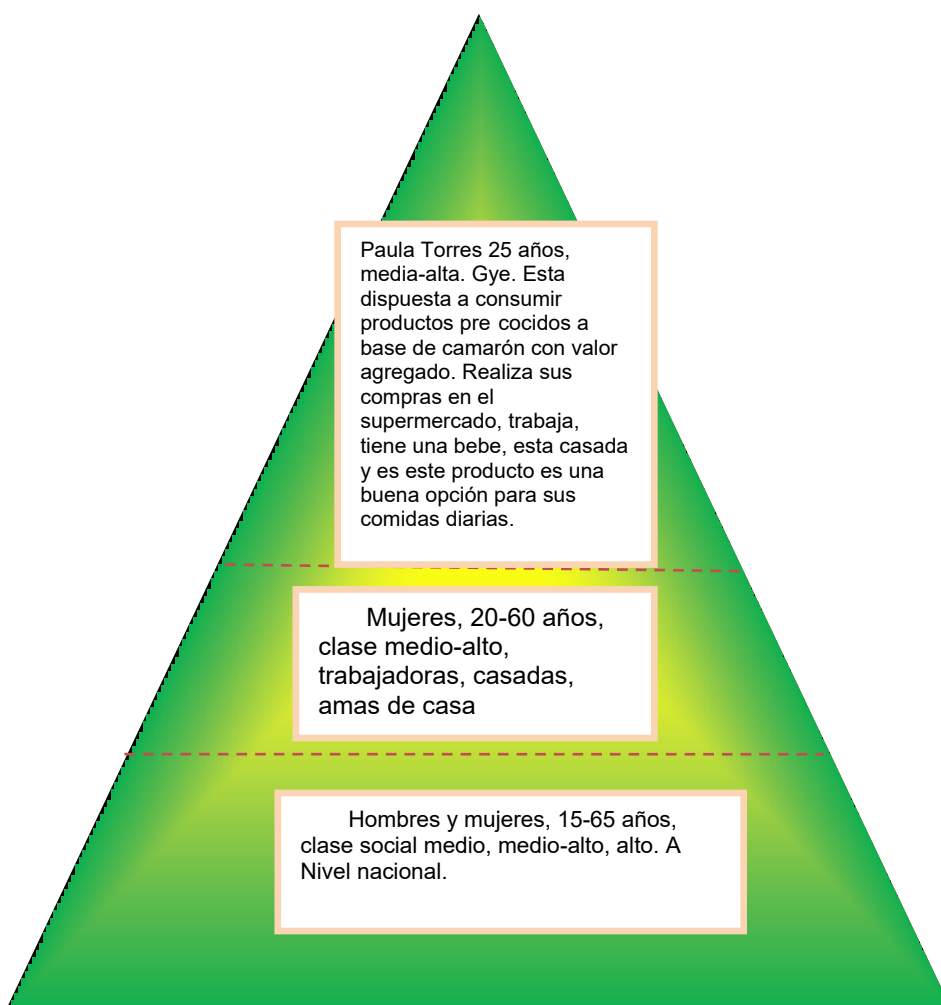 Paula Torres 25 años,
media-alta. Gye. Esta
dispuesta a consumir
productos pre cocidos a
base de camarón con valor
agregado. Realiza sus
compras en el
supermercado, trabaja,
tiene una bebe, esta casada
y es este producto es una
buena opción para sus
comidas diarias.
Mujeres, 20-60 años,
clase medio-alto,
trabajadoras, casadas,
amas de casa
Hombres y mujeres, 15-65 años,
clase social medio, medio-alto, alto. A
Nivel nacional.